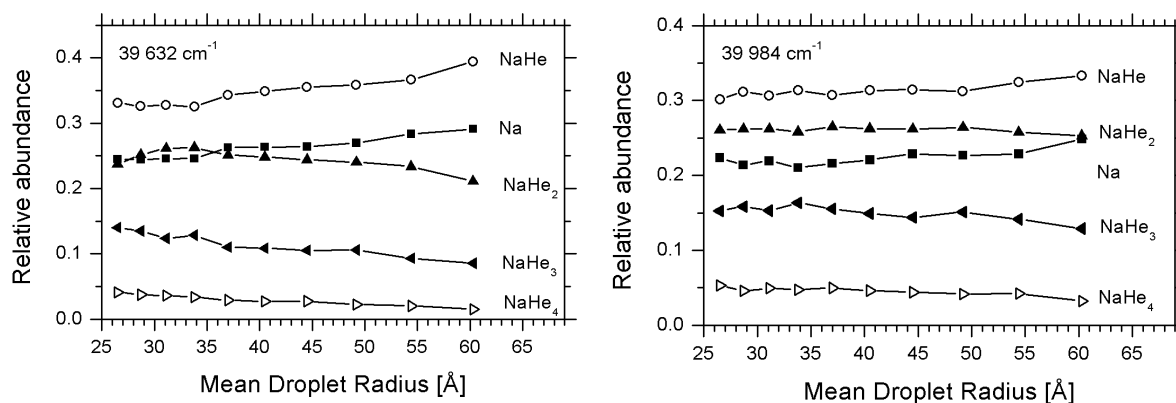 39 632 cm⁻¹
NaHe
Na
NaHe₂
NaHe₃
NaHe₄
Relative abundance
0.4
0.3
0.2
0.1
0.0
25 30 35 40 45 50 55 60 65
Mean Droplet Radius [Å]
39 984 cm⁻¹
NaHe
NaHe₂
Na
NaHe₃
NaHe₄
Relative abundance
0.4
0.3
0.2
0.1
0.0
25 30 35 40 45 50 55 60 65
Mean Droplet Radius [Å]